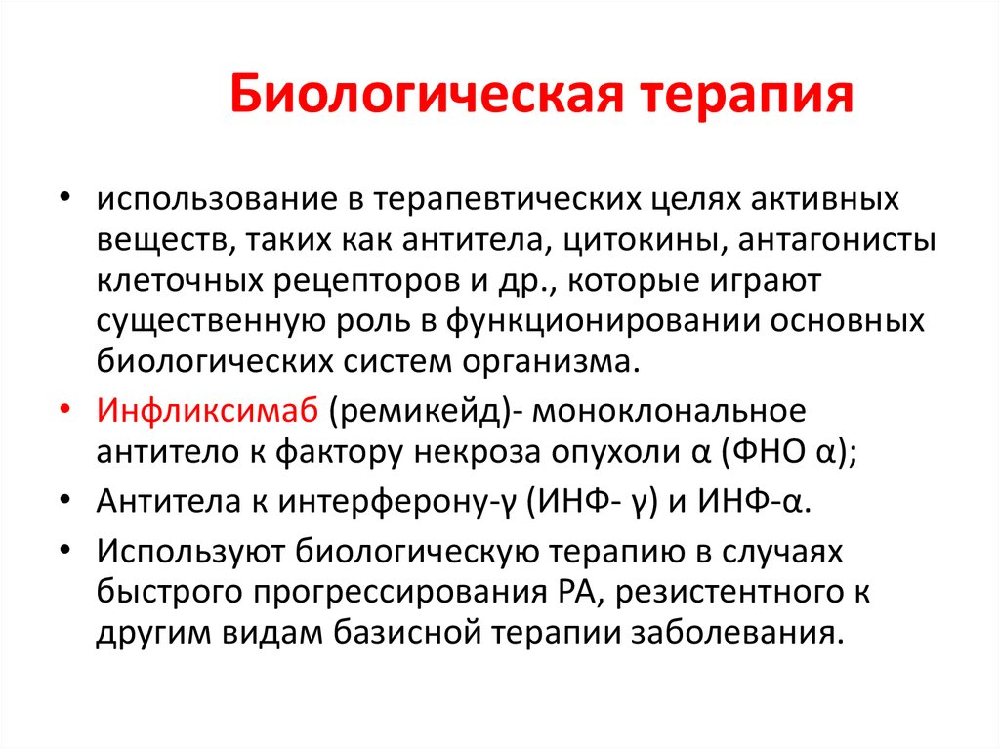 Биологическая терапия
• использование в терапевтических целях активных
веществ, таких как антитела, цитокины, антагонисты
клеточных рецепторов и др., которые играют
существенную роль в функционировании основных
биологических систем организма.
• Инфликсимаб (ремикейд)- моноклональное
антитело к фактору некроза опухоли α (ФНО α);
• Антитела к интерферону-γ (ИНФ- γ) и ИНФ-α.
• Используют биологическую терапию в случаях
быстрого прогрессирования РА, резистентного к
другим видам базисной терапии заболевания.